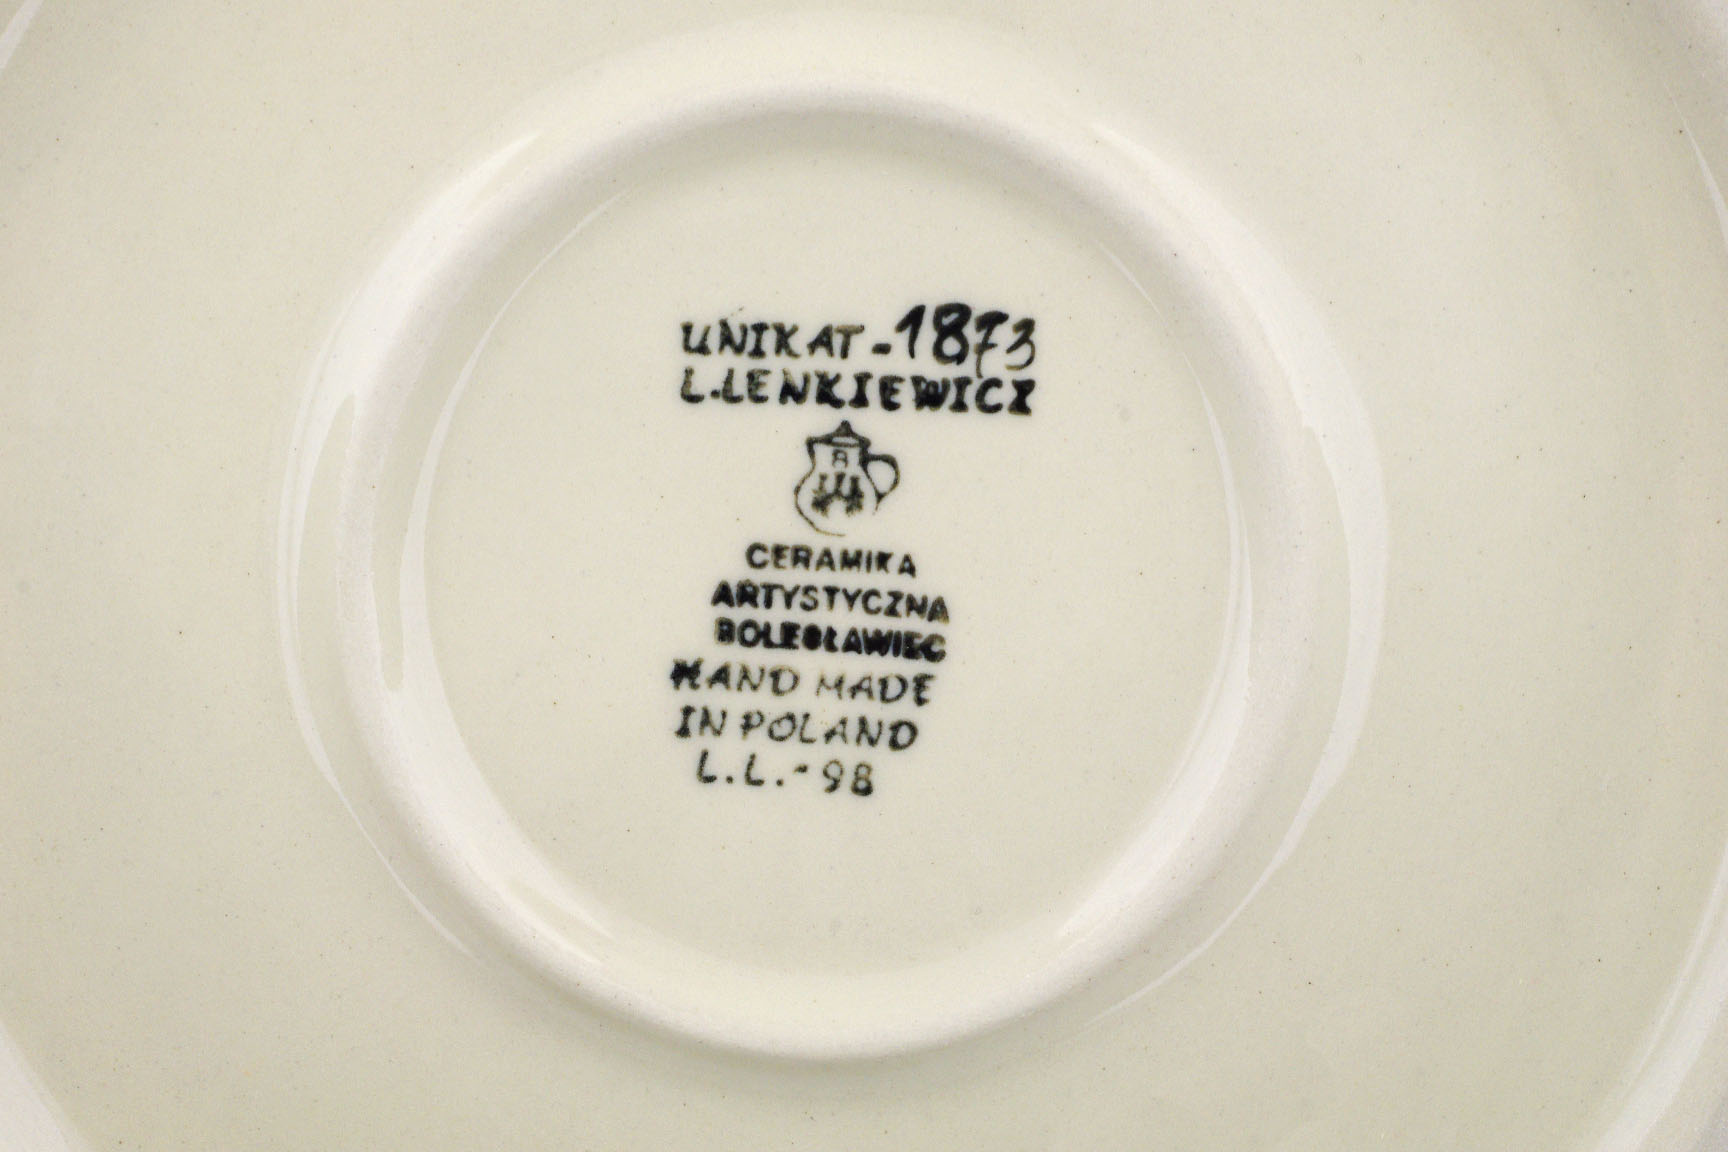 UNIKAT - 1873
L. LENKIEWICZ
B
CERAMIKA
ARTYSTYCZNA
BOLESŁAWIEC
HAND MADE
IN POLAND
L.L. - 98